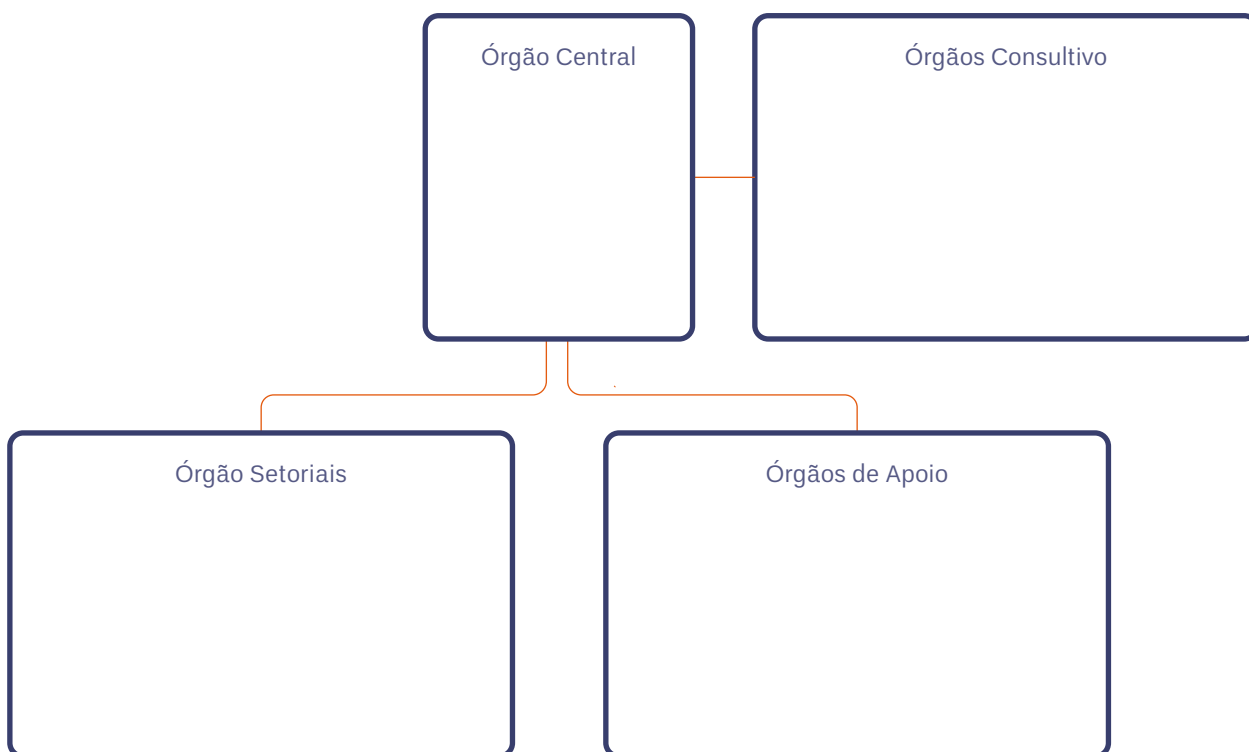 Órgão Central
Órgãos Consultivo
Órgão Setoriais
Órgãos de Apoio